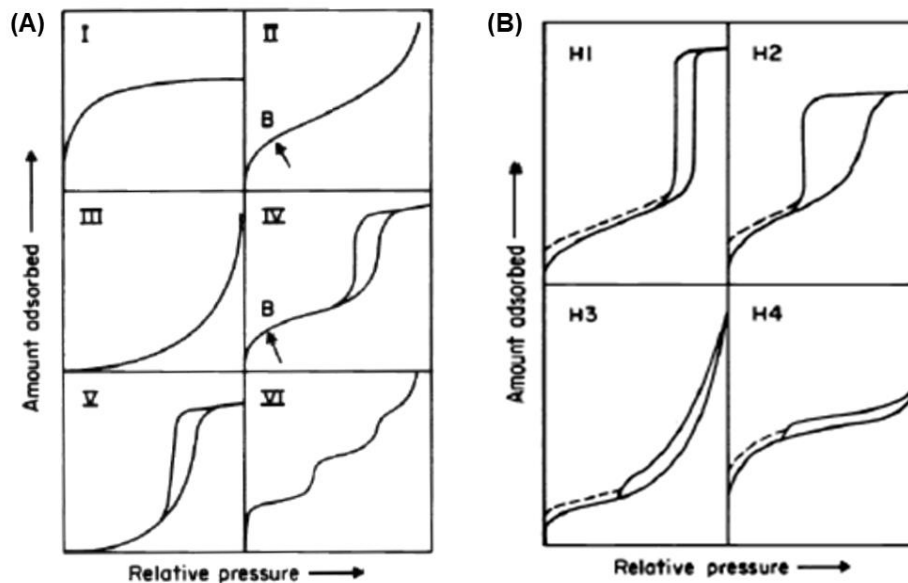 (A)
I
II
B
III
IV
B
V
VI
Amount adsorbed
Relative pressure
(B)
H1
H2
H3
H4
Amount adsorbed
Relative pressure